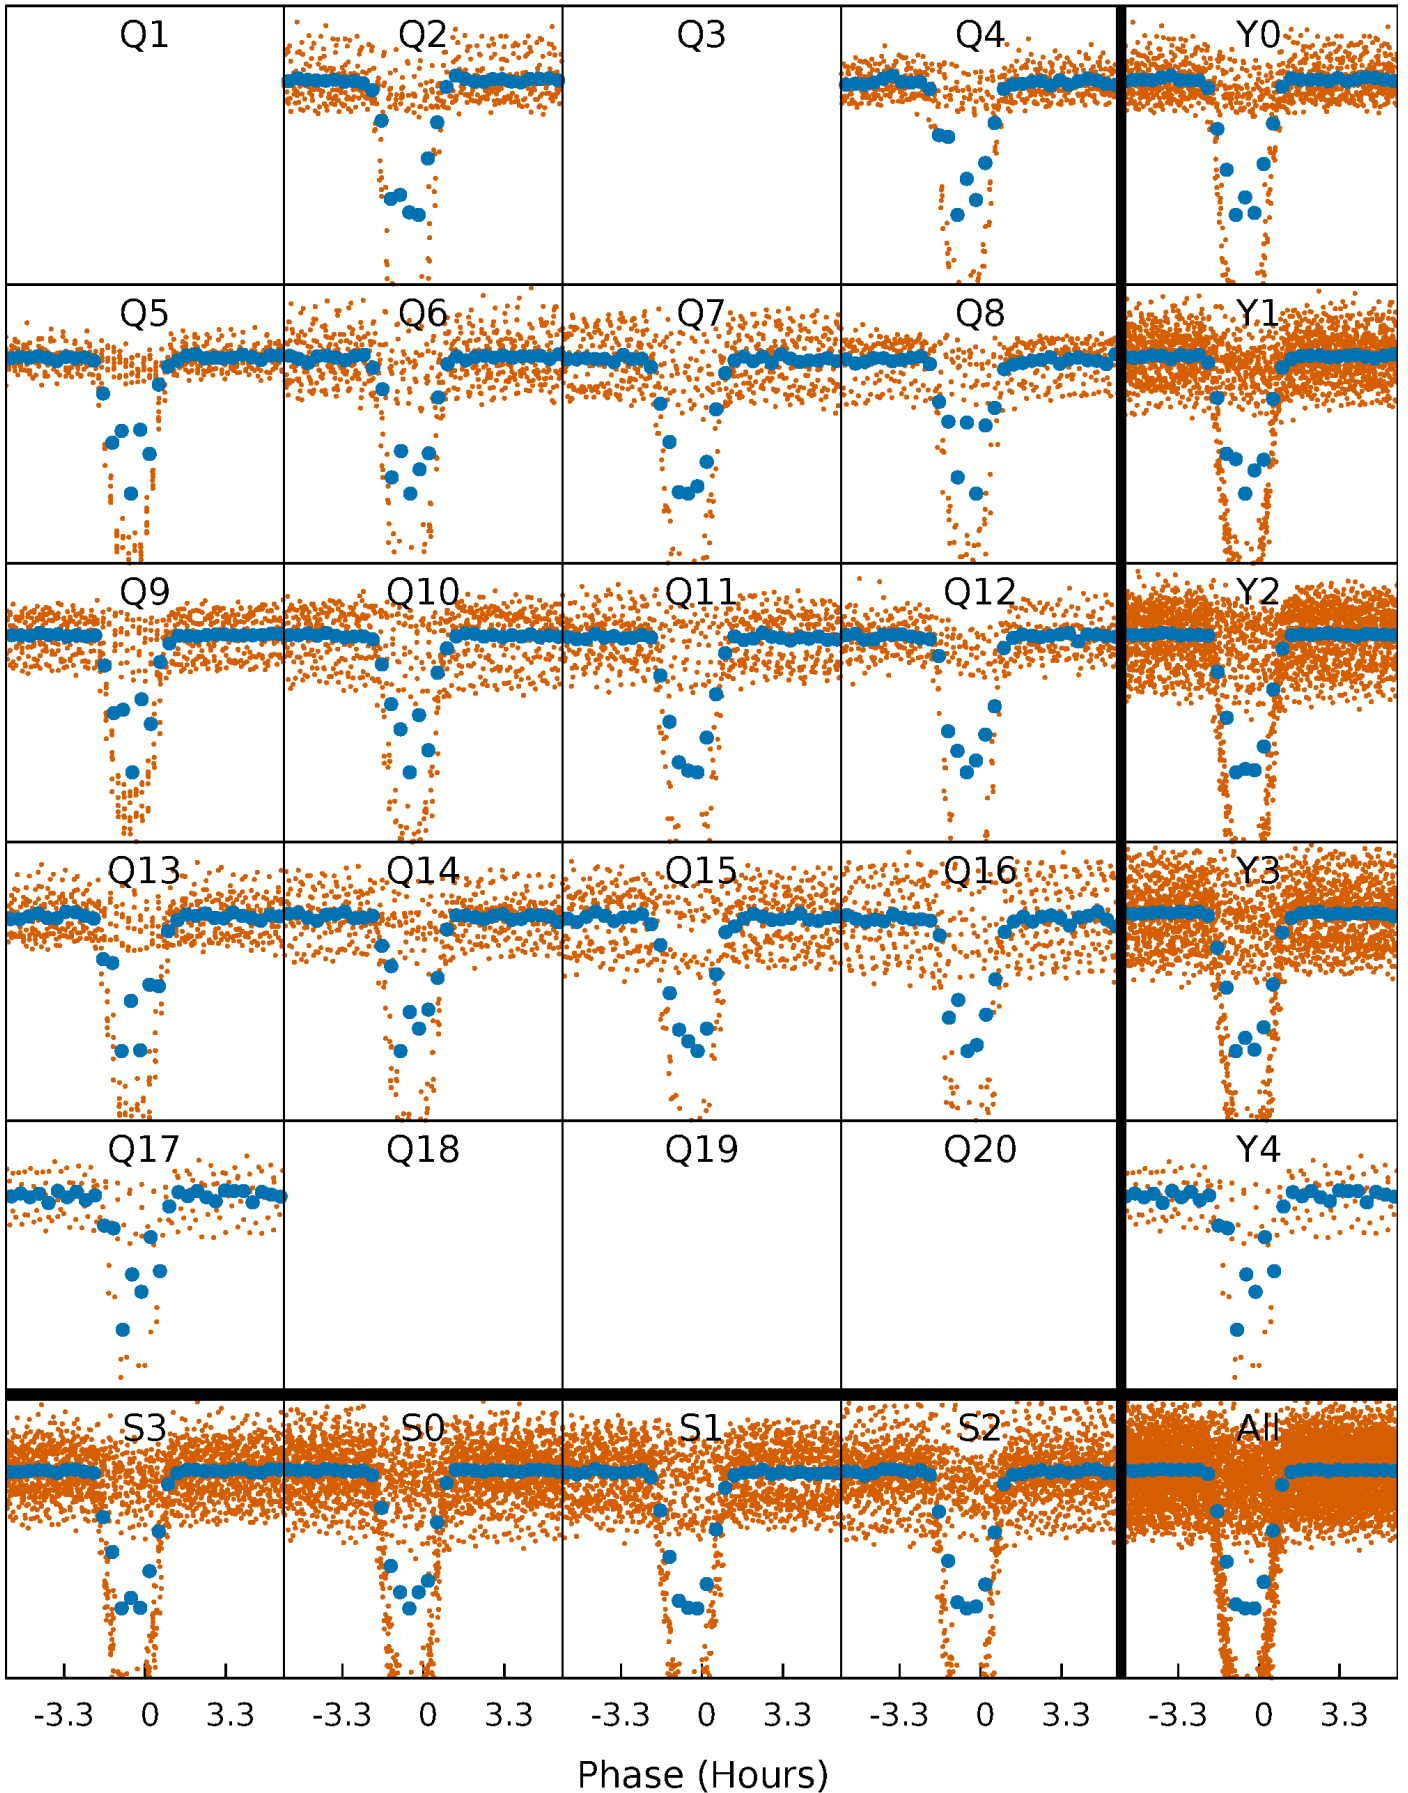 Q1 Q2 Q3 Q4 Y0
Q5 Q6 Q7 Q8 Y1
Q9 Q10 Q11 Q12 Y2
Q13 Q14 Q15 Q16 Y3
Q17 Q18 Q19 Q20 Y4
S3 S0 S1 S2 All
-3.3 0 3.3 -3.3 0 3.3 -3.3 0 3.3 -3.3 0 3.3 -3.3 0 3.3
Phase (Hours)